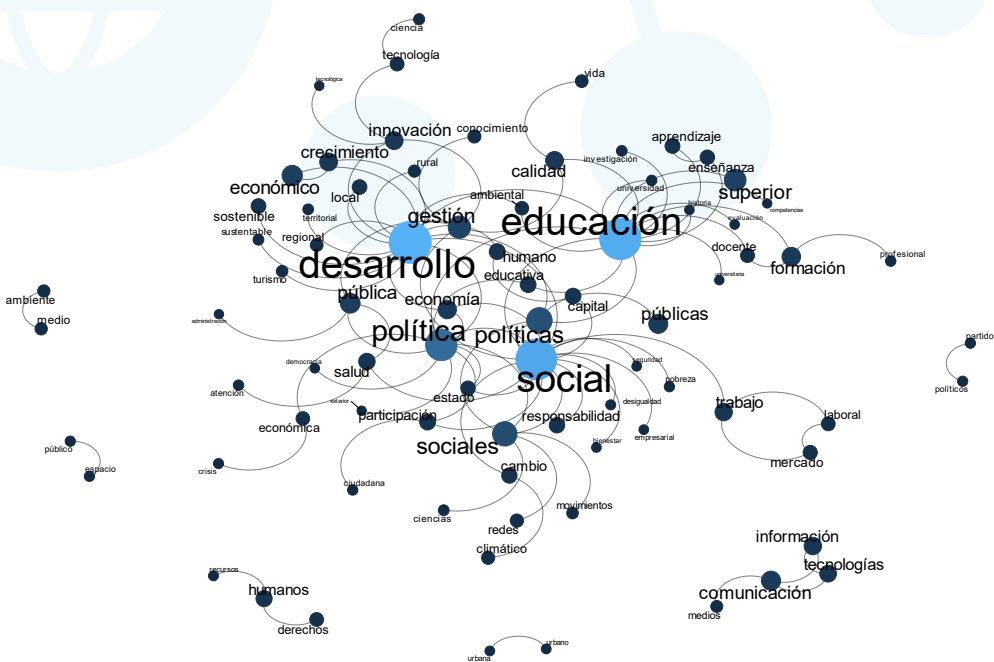 ciencia
tecnología
vida
tecnológica
innovación
conocimiento
aprendizaje
crecimiento
rural
calidad
investigación
enseñanza
económico
local
ambiental
universidad
superior
sostenible
territorial
gestión
educación
historia
competencias
sustentable
regional
evaluación
desarrollo
humano
docente
formación
profesional
turismo
educativa
universitaria
pública
economía
capital
públicas
ambiente
medio
administración
política
políticas
partido
democracia
salud
social
seguridad
pobreza
políticos
atención
estado
exterior
participación
responsabilidad
desigualdad
trabajo
laboral
económica
sociales
bienestar
empresarial
público
espacio
crisis
cambio
mercado
ciudadana
ciencias
redes
movimientos
climático
información
tecnologías
comunicación
medios
recursos
humanos
derechos
urbana
urbano